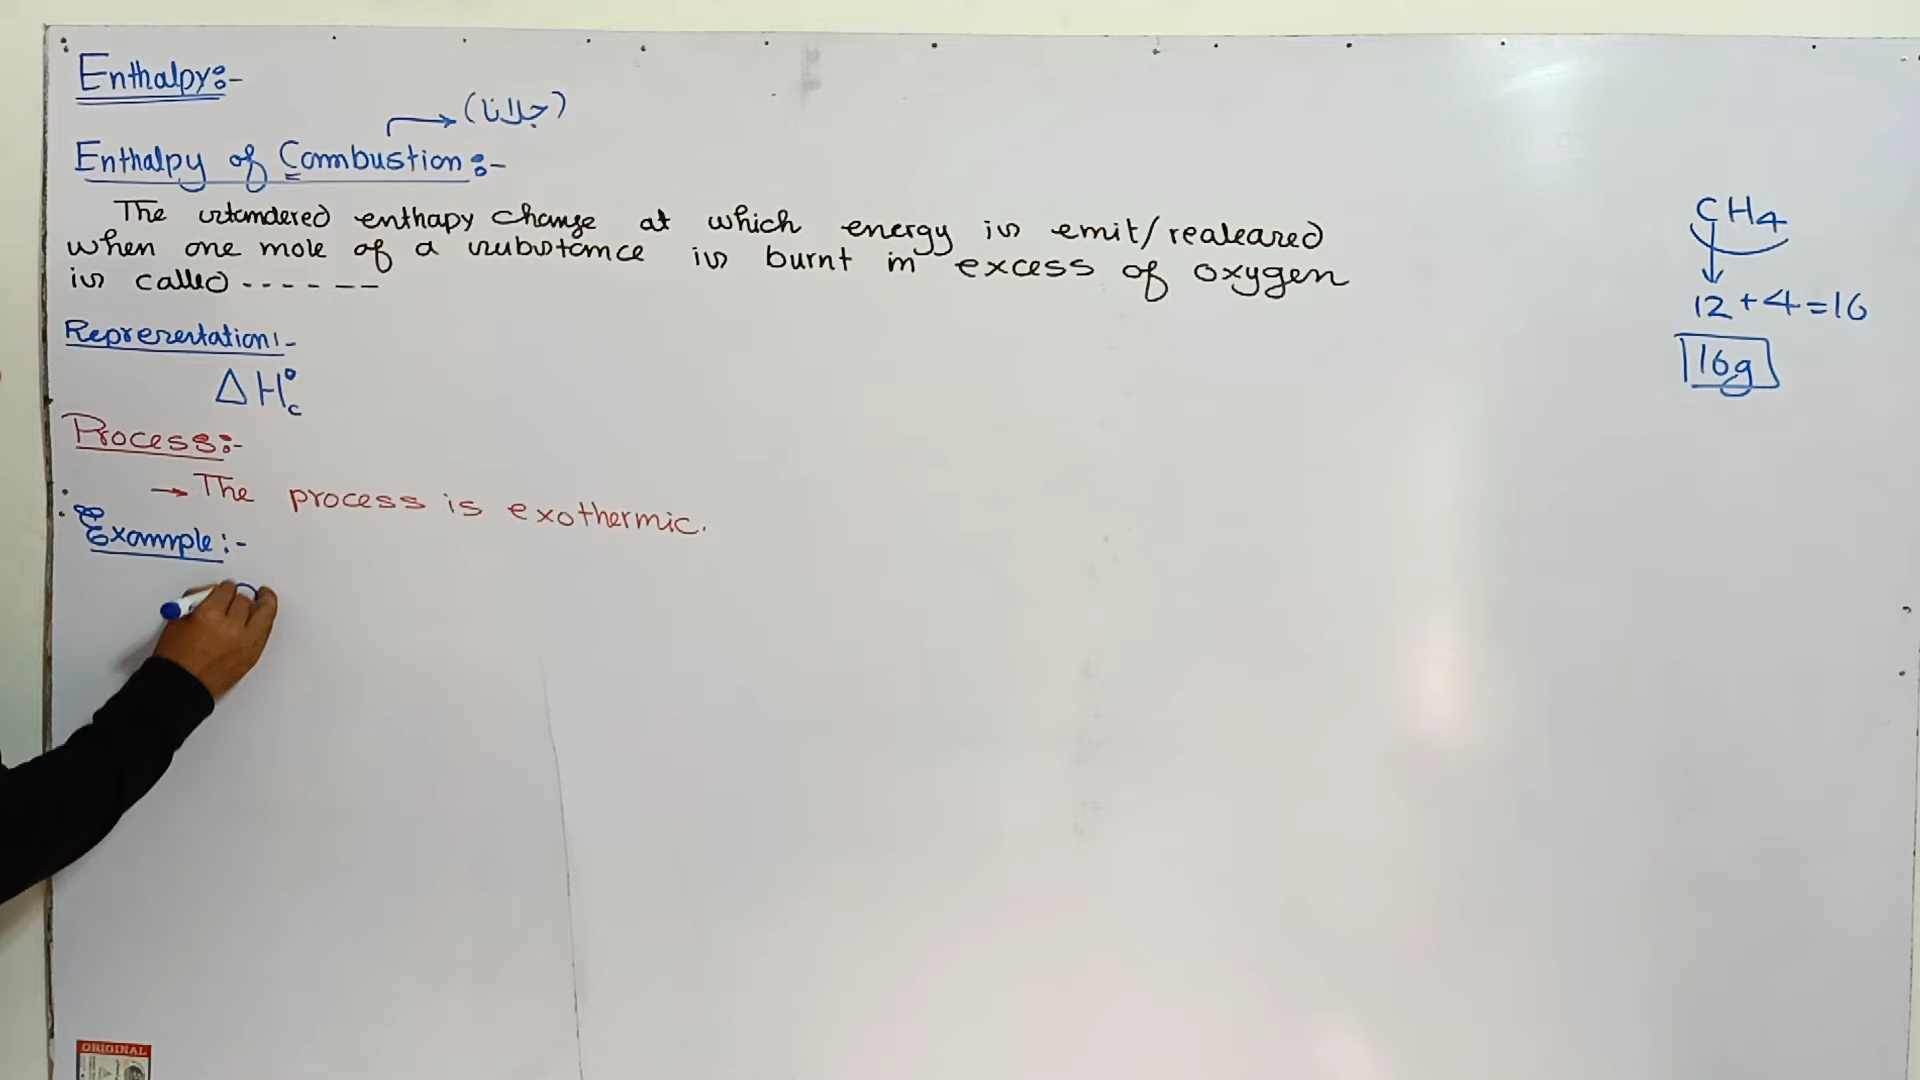 Enthalpy:-
(جلانا)
Enthalpy of Combustion:-
The standered enthapy change at which energy is emit/realeased
when one mole of a substance is burnt in excess of oxygen
is called ------
Representation:-
ΔH°c
Process:-
→ The process is exothermic.
Example:-
CH4
12+4=16
16g
ORIGINAL